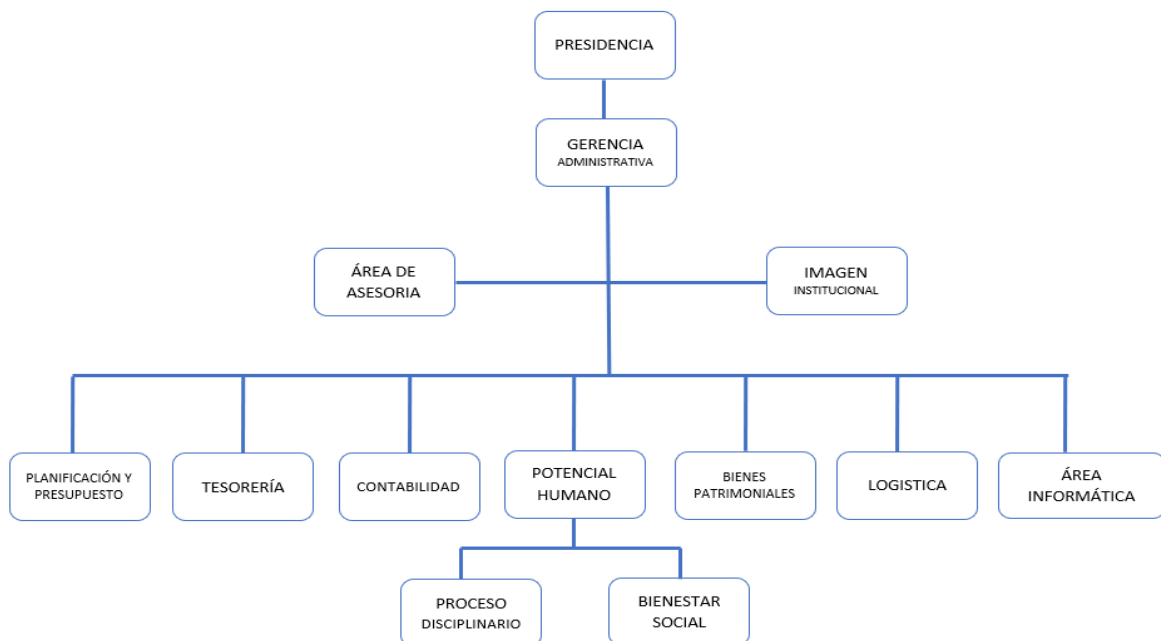 PRESIDENCIA
GERENCIA
ADMINISTRATIVA
ÁREA DE
ASESORIA
IMAGEN
INSTITUCIONAL
PLANIFICACIÓN Y
PRESUPUESTO
TESORERÍA
CONTABILIDAD
POTENCIAL
HUMANO
BIENES
PATRIMONIALES
LOGISTICA
ÁREA
INFORMÁTICA
PROCESO
DISCIPLINARIO
BIENESTAR
SOCIAL